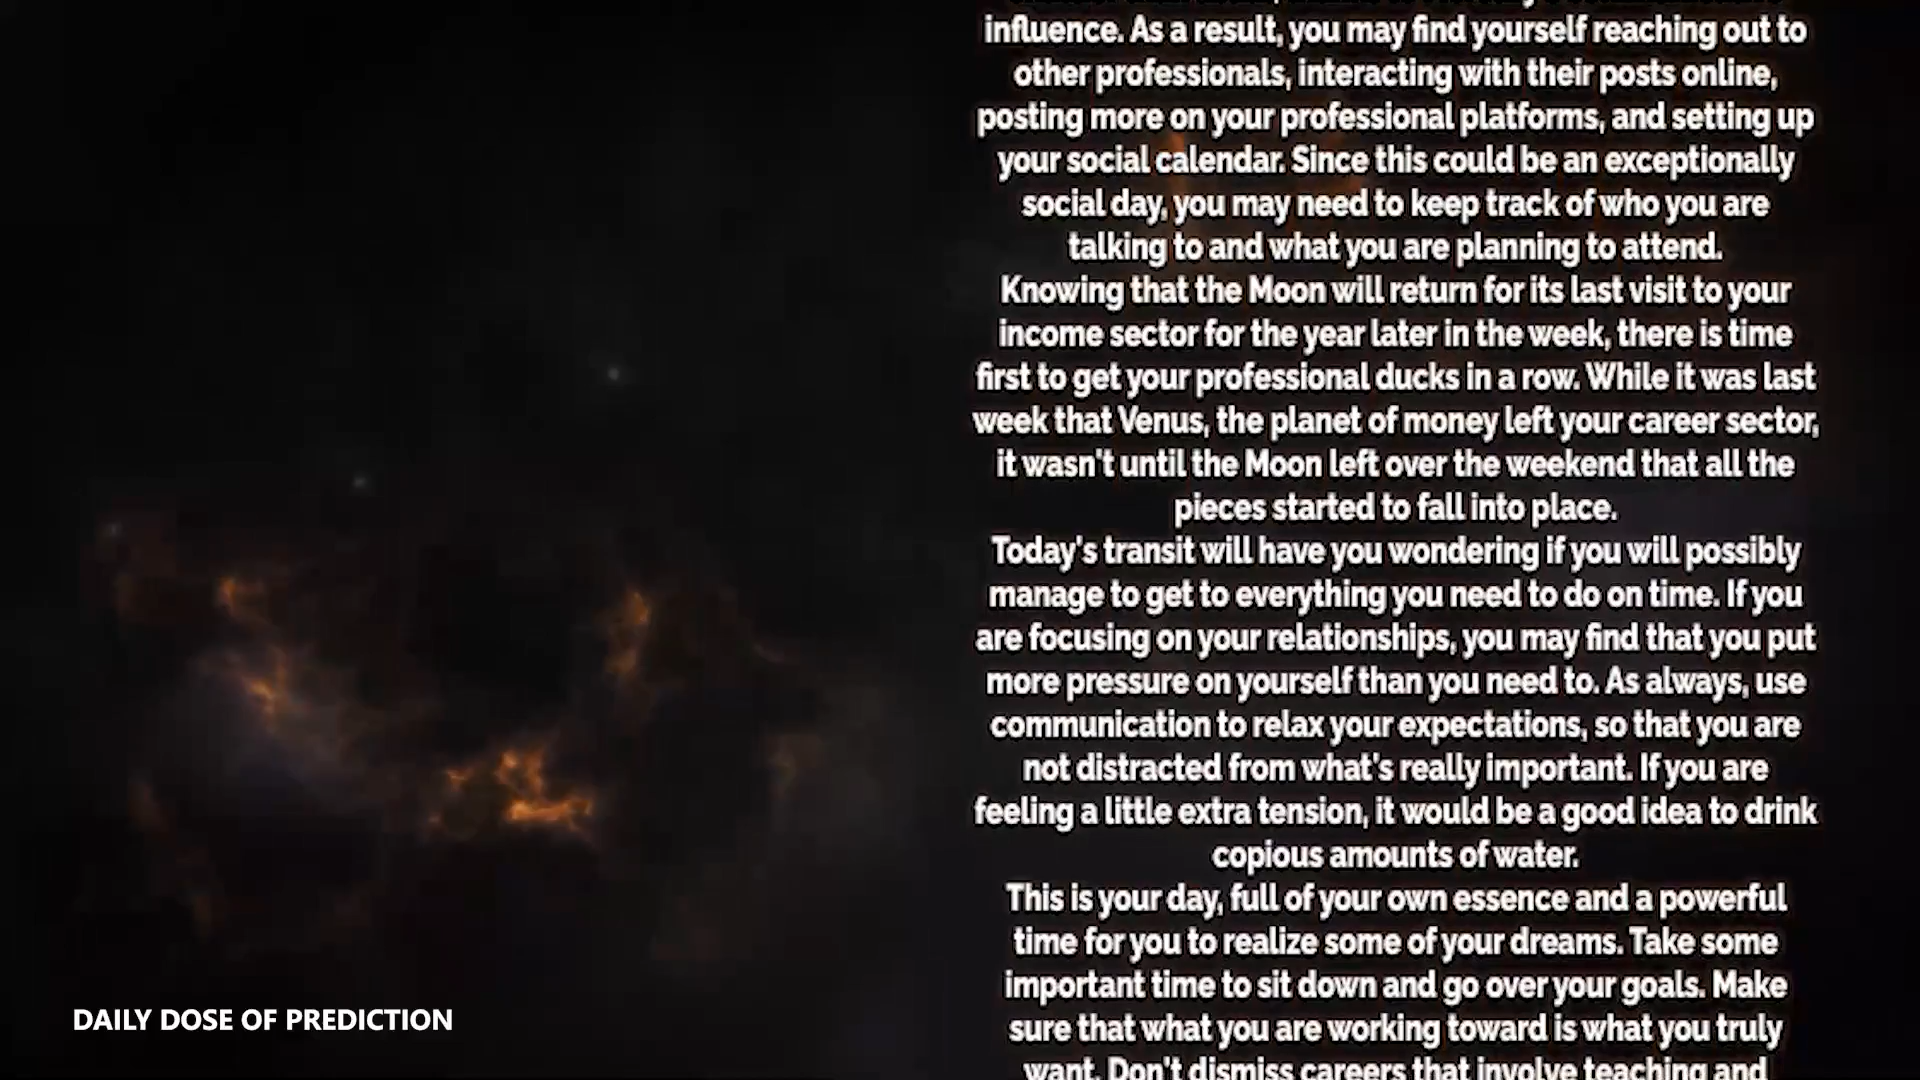 influence. As a result, you may find yourself reaching out to
other professionals, interacting with their posts online,
posting more on your professional platforms, and setting up
your social calendar. Since this could be an exceptionally
social day, you may need to keep track of who you are
talking to and what you are planning to attend.
Knowing that the Moon will return for its last visit to your
income sector for the year later in the week, there is time
first to get your professional ducks in a row. While it was last
week that Venus, the planet of money left your career sector,
it wasn't until the Moon left over the weekend that all the
pieces started to fall into place.
Today's transit will have you wondering if you will possibly
manage to get to everything you need to do on time. If you
are focusing on your relationships, you may find that you put
more pressure on yourself than you need to. As always, use
communication to relax your expectations, so that you are
not distracted from what's really important. If you are
feeling a little extra tension, it would be a good idea to drink
copious amounts of water.
This is your day, full of your own essence and a powerful
time for you to realize some of your dreams. Take some
important time to sit down and go over your goals. Make
sure that what you are working toward is what you truly
want. Don't dismiss careers that involve teaching and
DAILY DOSE OF PREDICTION